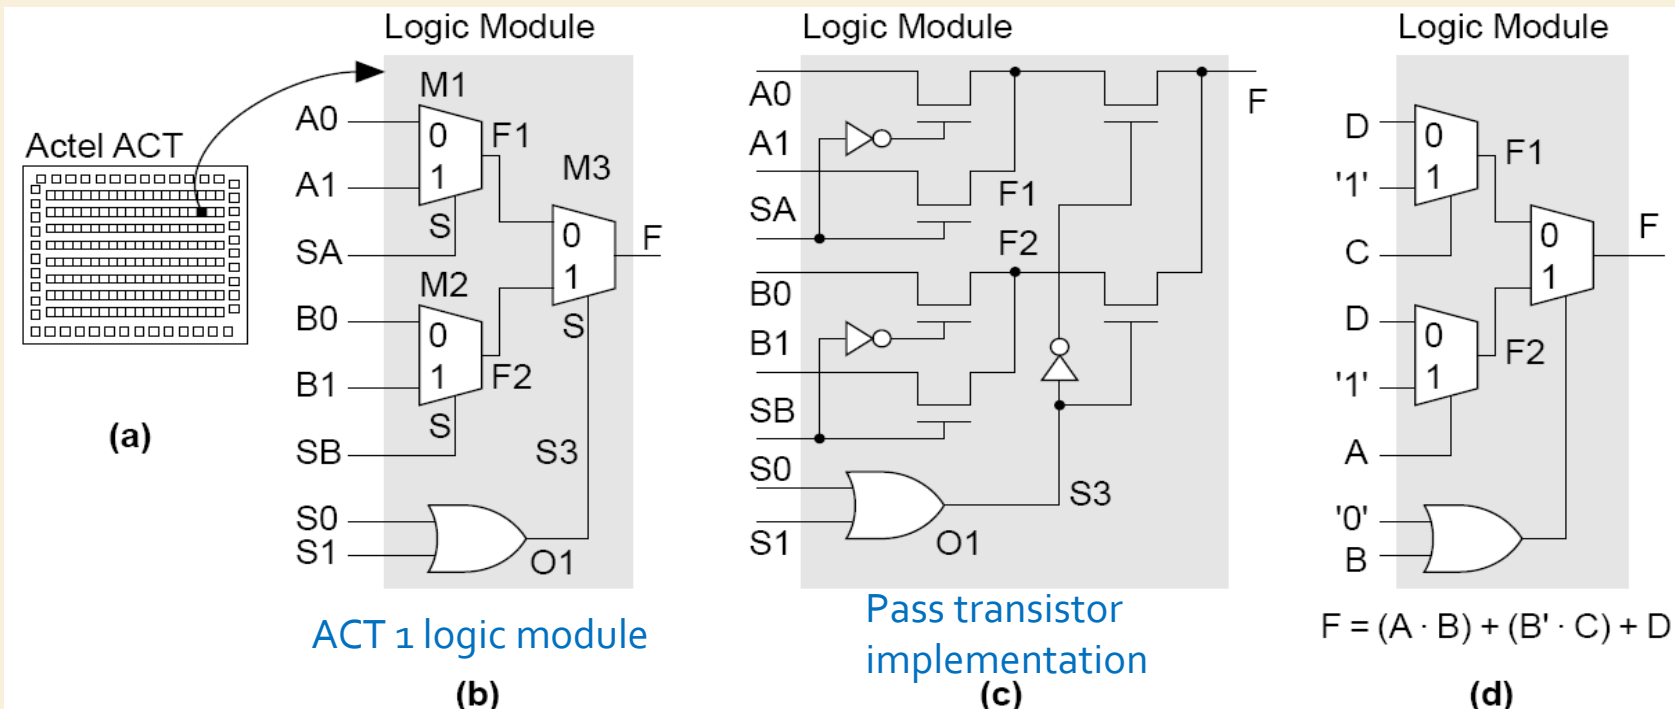 Actel ACT
(a)
Logic Module
M1
A0
0
F1
A1
1
M3
S
SA
0
F
M2
1
B0
0
S
B1
1
F2
S
SB
S3
S0
S1
O1
ACT 1 logic module
(b)
Logic Module
A0
F
A1
F1
SA
F2
B0
B1
SB
S0
S3
S1
O1
Pass transistor
implementation
(c)
Logic Module
D
0
F1
'1'
1
C
0
F
1
D
0
F2
'1'
1
A
'0'
B
F = (A · B) + (B' · C) + D
(d)